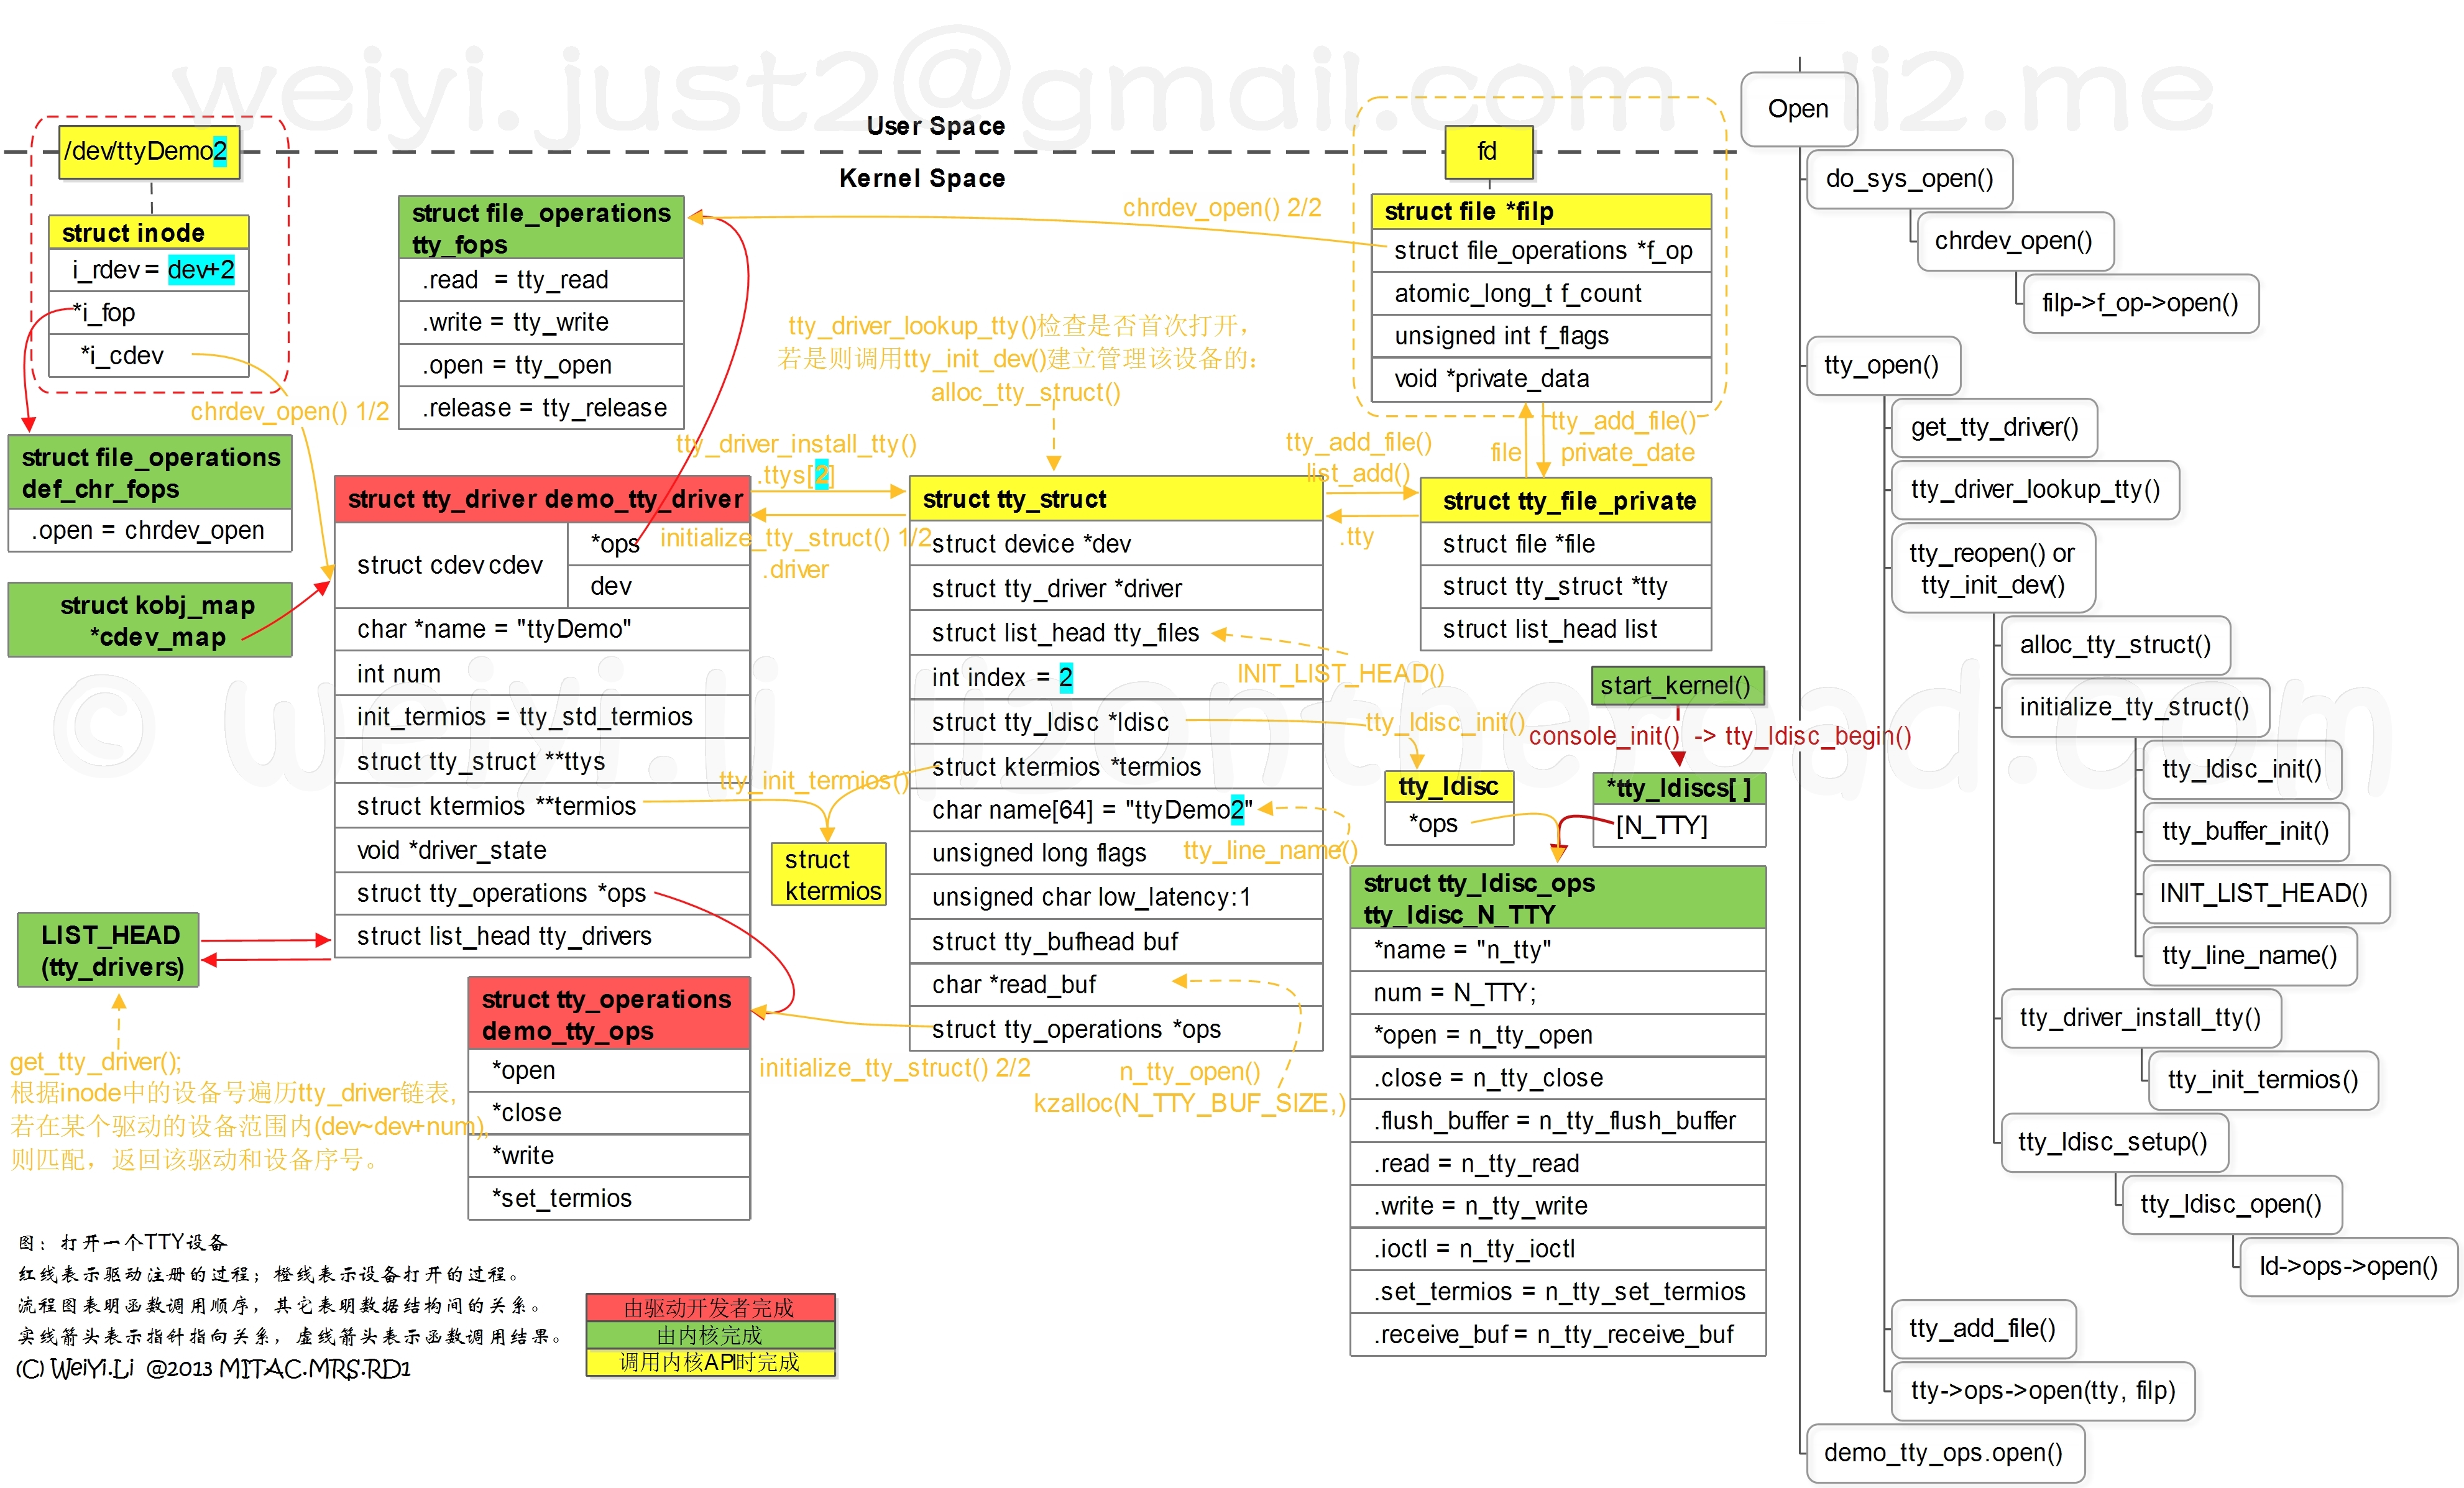 weiyi.just2@gmail.com li2.me
User Space
Kernel Space
/dev/ttyDemo2
struct inode
i_rdev = dev+2
*i_fop
*i_cdev
chrdev_open() 1/2
struct file_operations
def_chr_fops
.open = chrdev_open
struct kobj_map
*cdev_map
struct file_operations
tty_fops
.read = tty_read
.write = tty_write
.open = tty_open
.release = tty_release
chrdev_open() 2/2
fd
struct file *filp
struct file_operations *f_op
atomic_long_t f_count
unsigned int f_flags
void *private_data
tty_driver_lookup_tty()检查是否首次打开，
若是则调用tty_init_dev()建立管理该设备的：
alloc_tty_struct()
tty_driver_install_tty()
.ttys[2]
initialize_tty_struct() 1/2
.driver
tty_add_file()
list_add()
file
tty_add_file()
private_date
.tty
struct tty_driver demo_tty_driver
struct cdev cdev
*ops
dev
char *name = "ttyDemo"
int num
init_termios = tty_std_termios
struct tty_struct **ttys
struct ktermios **termios
void *driver_state
struct tty_operations *ops
struct list_head tty_drivers
tty_init_termios()
struct
ktermios
struct tty_struct
struct device *dev
struct tty_driver *driver
struct list_head tty_files
int index = 2
struct tty_ldisc *ldisc
struct ktermios *termios
char name[64] = "ttyDemo2"
unsigned long flags
unsigned char low_latency:1
struct tty_bufhead buf
char *read_buf
struct tty_operations *ops
INIT_LIST_HEAD()
tty_ldisc_init()
tty_line_name()
n_tty_open()
kzalloc(N_TTY_BUF_SIZE,)
initialize_tty_struct() 2/2
struct tty_file_private
struct file *file
struct tty_struct *tty
struct list_head list
start_kernel()
console_init() -> tty_ldisc_begin()
tty_ldisc
*ops
*tty_ldiscs[ ]
[N_TTY]
struct tty_ldisc_ops
tty_ldisc_N_TTY
*name = "n_tty"
num = N_TTY;
*open = n_tty_open
.close = n_tty_close
.flush_buffer = n_tty_flush_buffer
.read = n_tty_read
.write = n_tty_write
.ioctl = n_tty_ioctl
.set_termios = n_tty_set_termios
.receive_buf = n_tty_receive_buf
LIST_HEAD
(tty_drivers)
get_tty_driver();
根据inode中的设备号遍历tty_driver链表，
若在某个驱动的设备范围内(dev~dev+num)，
则匹配，返回该驱动和设备序号。
struct tty_operations
demo_tty_ops
*open
*close
*write
*set_termios
图：打开一个TTY设备
红线表示驱动注册的过程；橙线表示设备打开的过程。
流程图表明函数调用顺序，其它表明数据结构间的关系。
实线箭头表示指针指向关系，虚线箭头表示函数调用结果。
(C) WeiYi.Li @2013 MITAC.MRS.RD1
由驱动开发者完成
由内核完成
调用内核API时完成
Open
do_sys_open()
chrdev_open()
filp->f_op->open()
tty_open()
get_tty_driver()
tty_driver_lookup_tty()
tty_reopen() or
tty_init_dev()
alloc_tty_struct()
initialize_tty_struct()
tty_ldisc_init()
tty_buffer_init()
INIT_LIST_HEAD()
tty_line_name()
tty_driver_install_tty()
tty_init_termios()
tty_ldisc_setup()
tty_ldisc_open()
ld->ops->open()
tty_add_file()
tty->ops->open(tty, filp)
demo_tty_ops.open()
© weiyi.li li2ontheroad.com